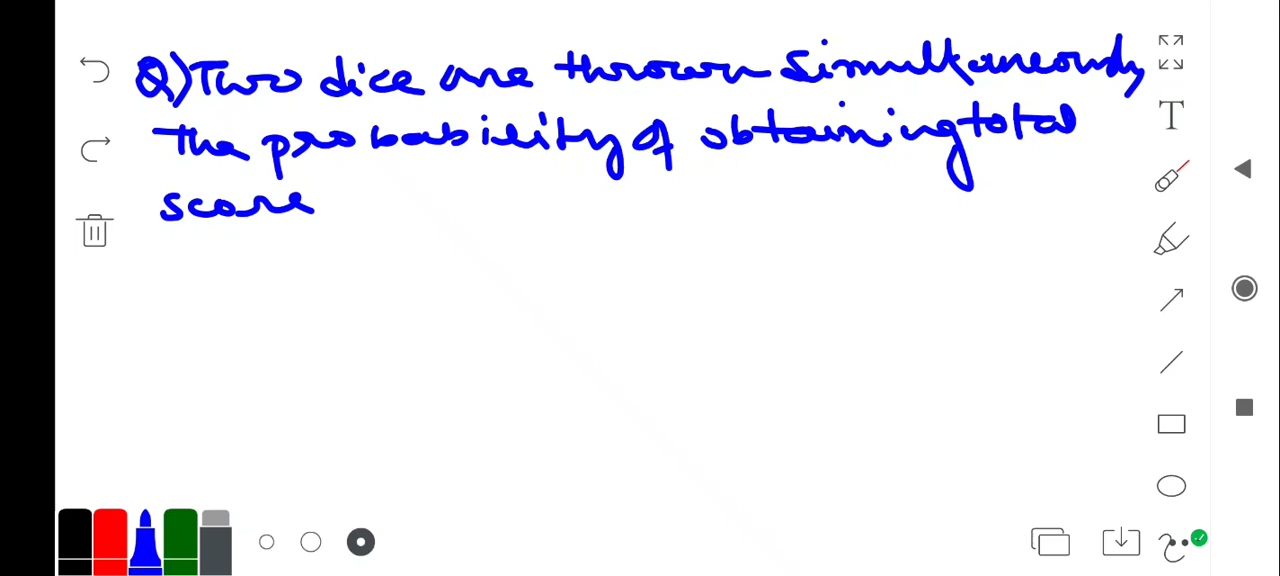 Q) Two dice are thrown simultaneously
The probability of obtaining total
score
T